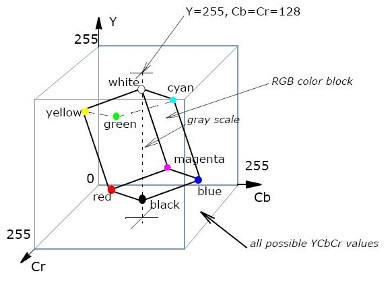 Y=255, Cb=Cr=128
Y
255
white
cyan
RGB color block
yellow
green
gray scale
magenta
255
0
red
blue
Cb
black
255
all possible YCbCr values
Cr